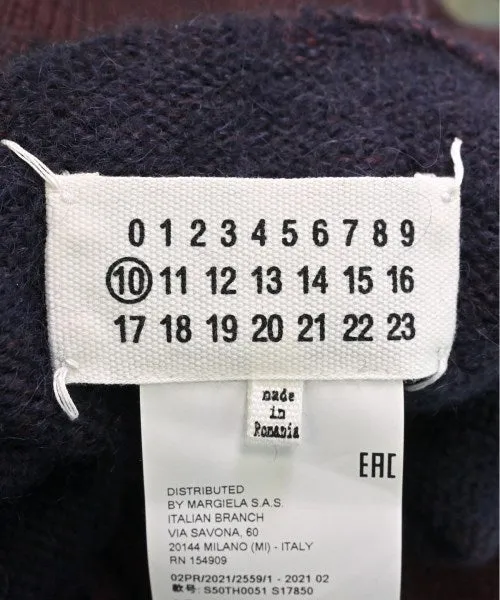 0 1 2 3 4 5 6 7 8 9
10 11 12 13 14 15 16
17 18 19 20 21 22 23
made
in
Romania
EAC
DISTRIBUTED
BY MARGIELA S.A.S.
ITALIAN BRANCH
VIA SAVONA, 60
20144 MILANO (MI) - ITALY
RN 154909
02PR/2021/2559/1 - 2021 02
款号: S50TH0051 S17850